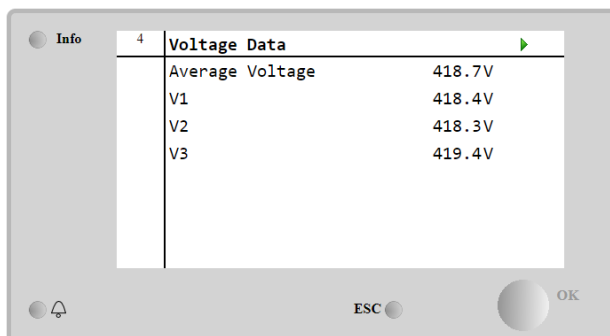 Info
4 Voltage Data
Average Voltage 418.7V
V1 418.4V
V2 418.3V
V3 419.4V
ESC
OK